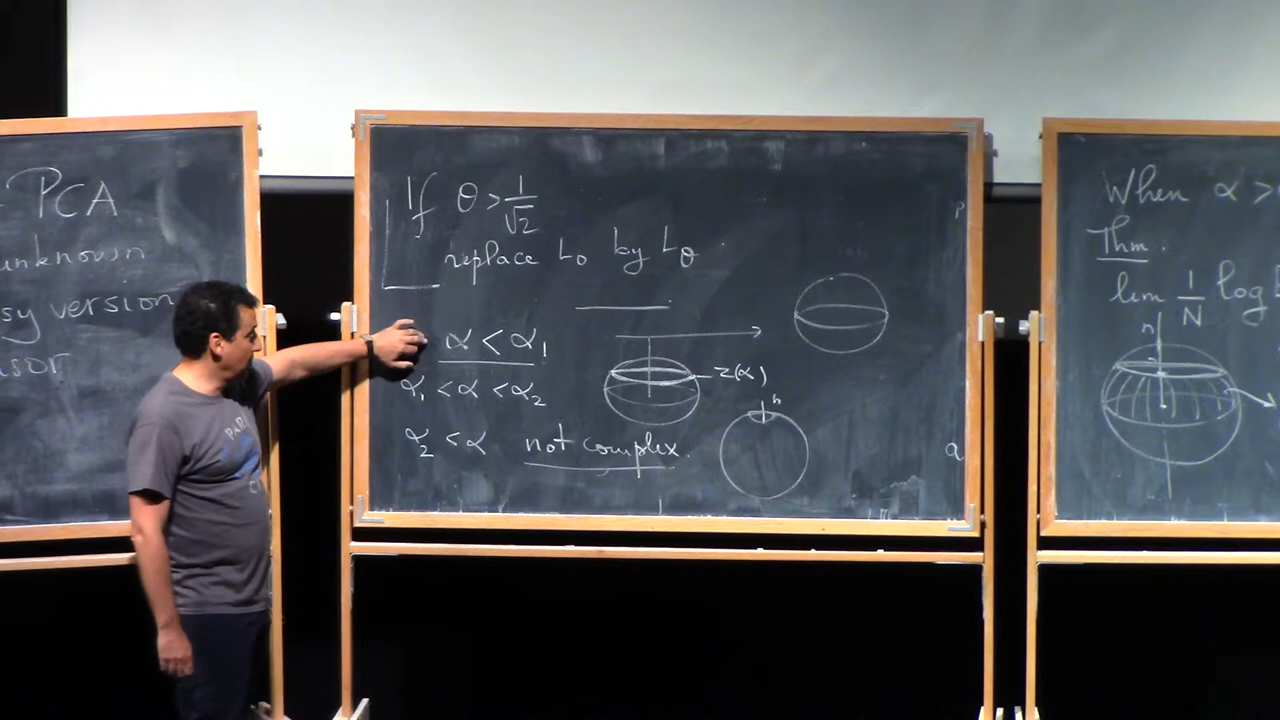 PCA
unknown
sy version
sor
If θ > 1/√2
replace L₀ by L_θ
α < α₁
α₁ < α < α₂
α₂ < α not complex.
z(α)
n
When α >
Thm.
lim 1/N log
n